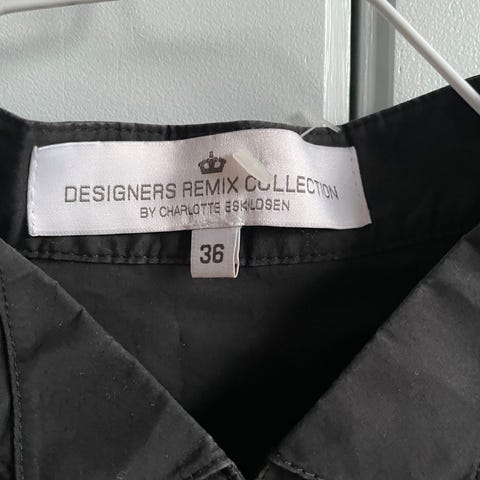 DESIGNERS REMIX COLLECTION
BY CHARLOTTE ESKILDSEN
36